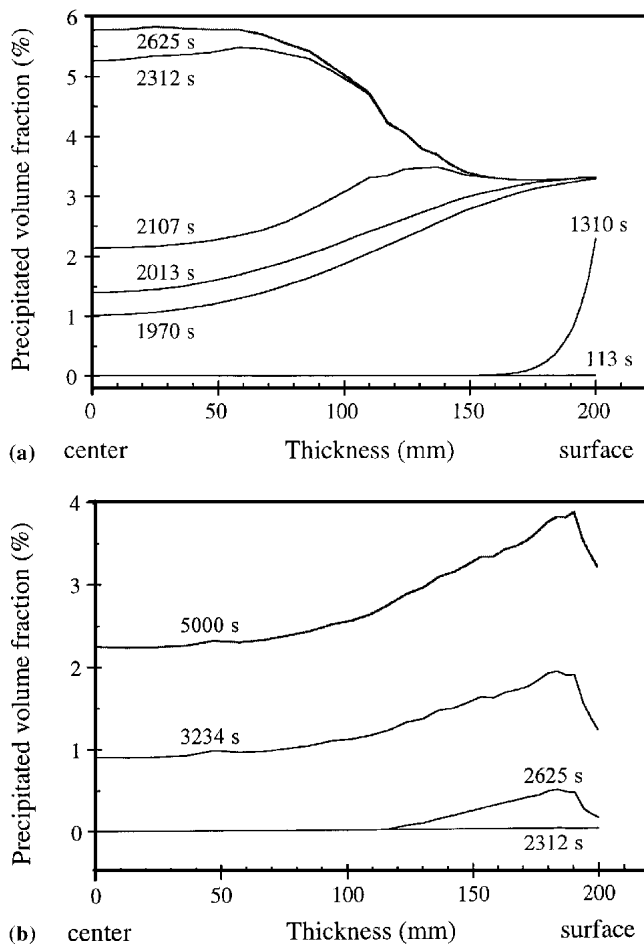 Precipitated volume fraction (%)
6
5
4
3
2
1
0
2625 s
2312 s
2107 s
2013 s
1970 s
1310 s
113 s
0 50 100 150 200
(a) center Thickness (mm) surface
Precipitated volume fraction (%)
4
3
2
1
0
5000 s
3234 s
2625 s
2312 s
0 50 100 150 200
(b) center Thickness (mm) surface